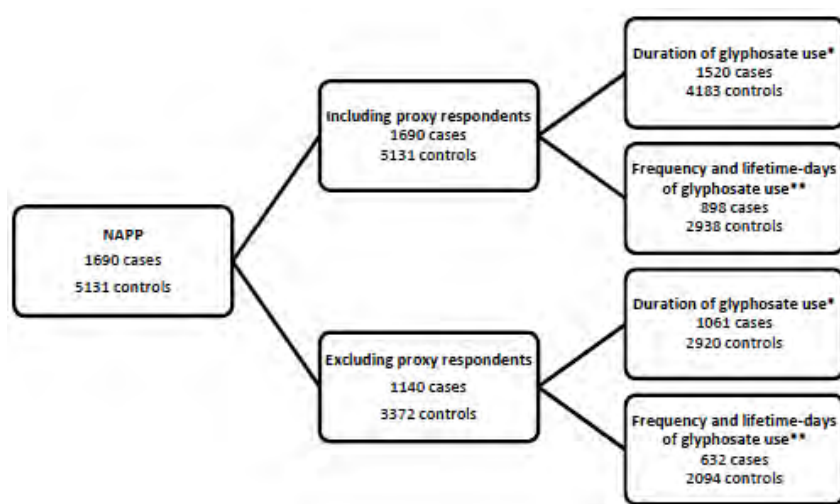 NAPP
1690 cases
5131 controls
Including proxy respondents
1690 cases
5131 controls
Excluding proxy respondents
1140 cases
3372 controls
Duration of glyphosate use*
1520 cases
4183 controls
Frequency and lifetime-days
of glyphosate use**
898 cases
2938 controls
Duration of glyphosate use*
1061 cases
2920 controls
Frequency and lifetime-days
of glyphosate use**
632 cases
2094 controls